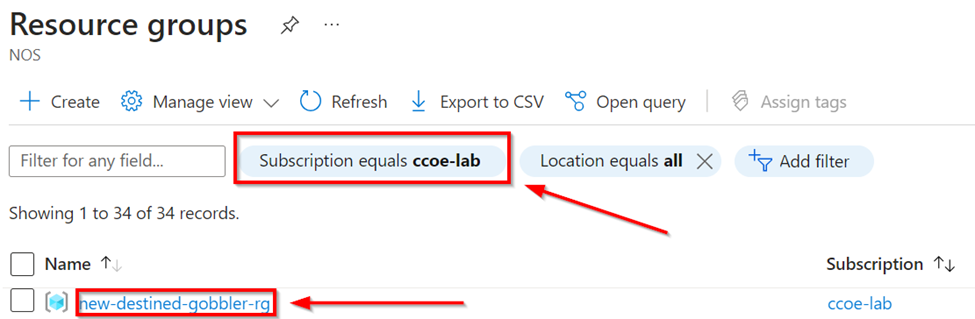 Resource groups ...
NOS
Create Manage view Refresh Export to CSV Open query Assign tags
Filter for any field... Subscription equals ccoe-lab Location equals all Add filter
Showing 1 to 34 of 34 records.
Name ↑↓ Subscription ↑↓
new-destined-gobbler-rg ccoe-lab